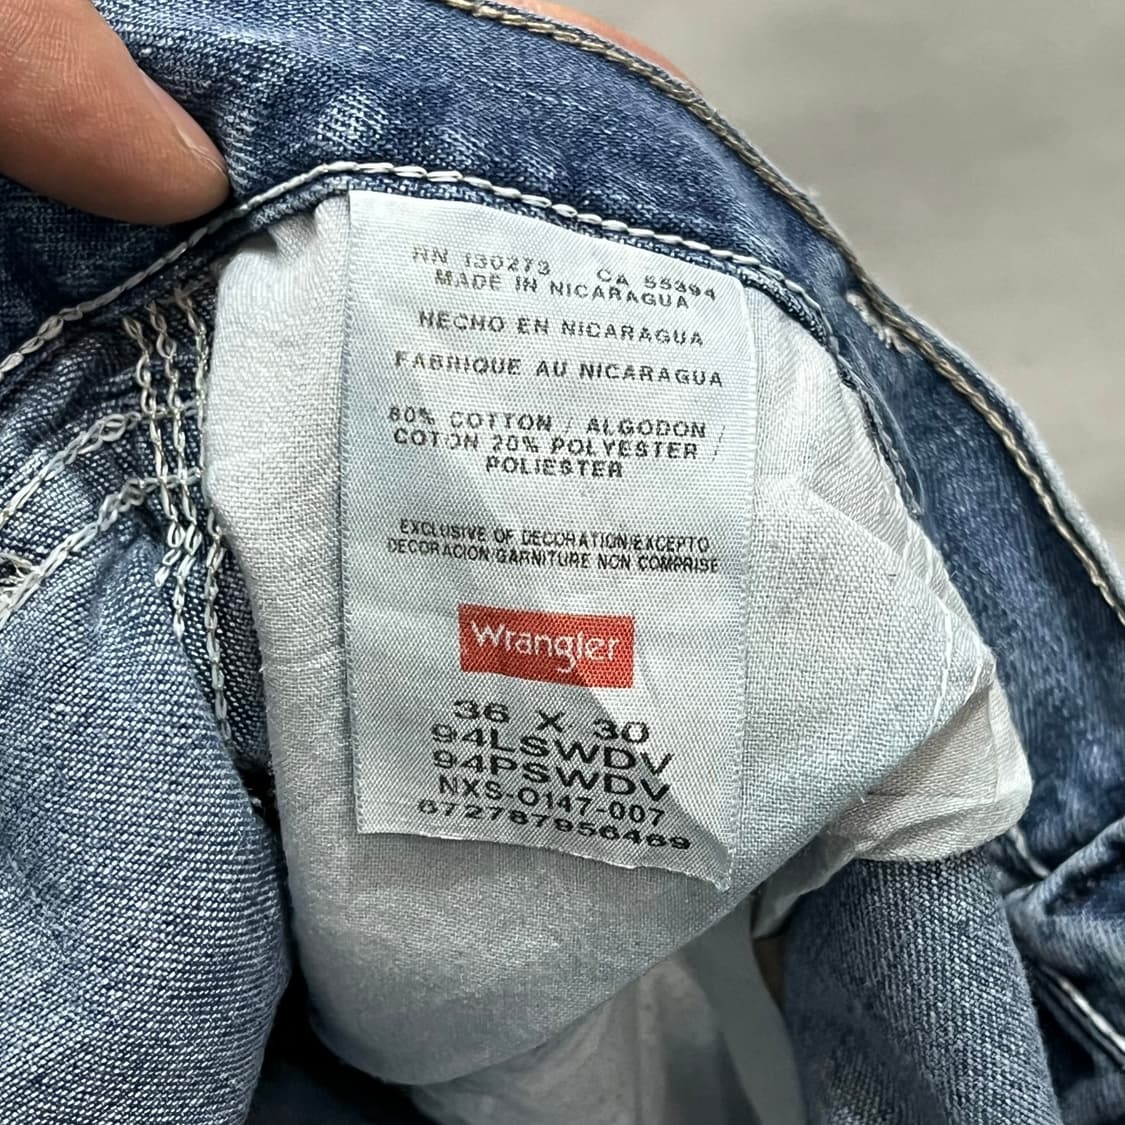 RN 130273 CA 55394
MADE IN NICARAGUA
HECHO EN NICARAGUA
FABRIQUE AU NICARAGUA
80% COTTON / ALGODON /
COTON 20% POLYESTER /
POLIESTER
EXCLUSIVE OF DECORATION/EXCEPTO
DECORACION/GARNITURE NON COMPRISE
Wrangler
36 X 30
94LSWDV
94PSWDV
NXS-0147-007
672787956469